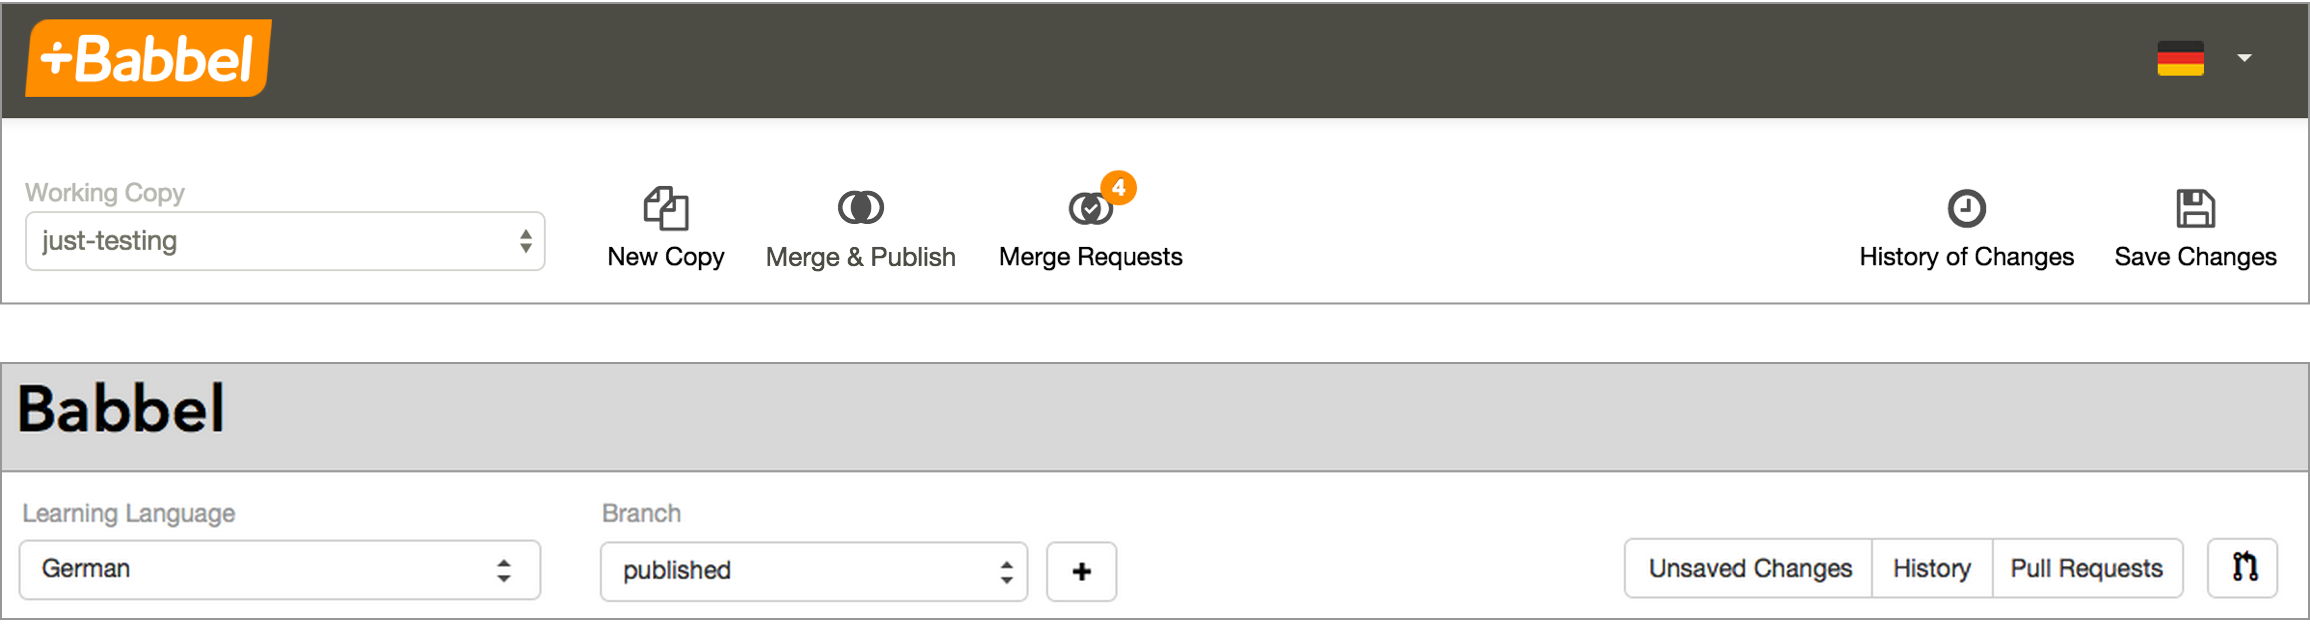 +Babbel
Working Copy
just-testing
New Copy
Merge & Publish
4
Merge Requests
History of Changes
Save Changes
Babbel
Learning Language
German
Branch
published
+
Unsaved Changes
History
Pull Requests